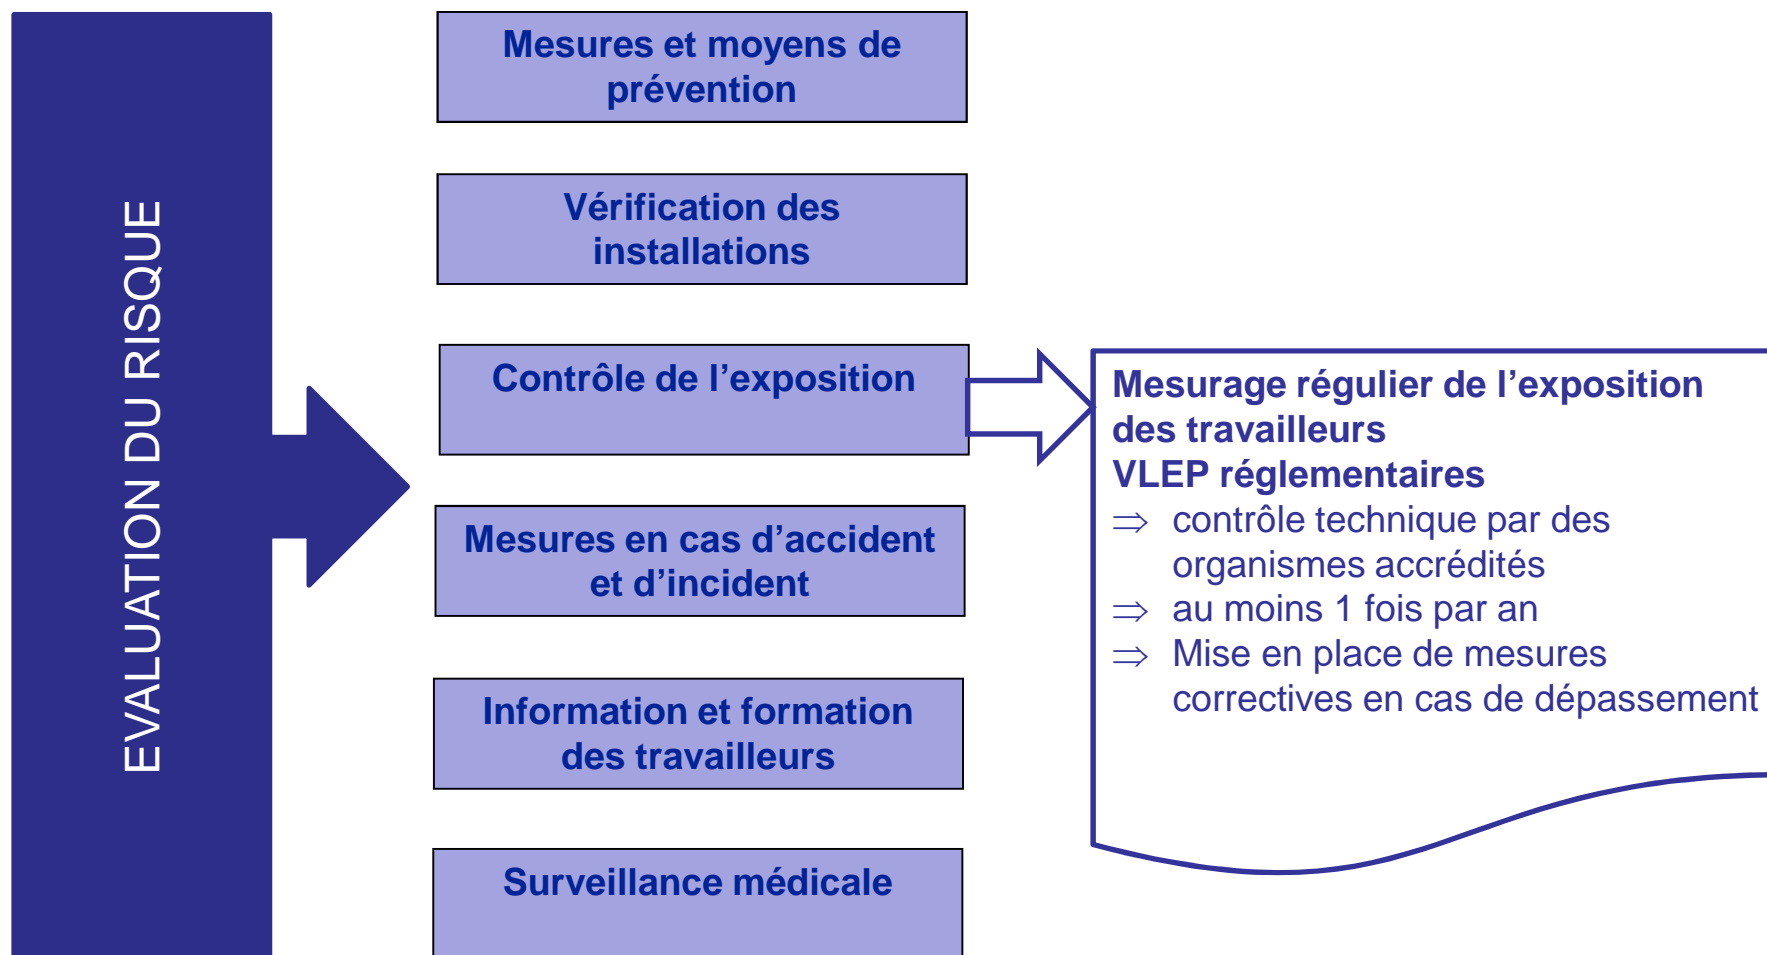 EVALUATION DU RISQUE
Mesures et moyens de
prévention
Vérification des
installations
Contrôle de l’exposition
Mesures en cas d’accident
et d’incident
Information et formation
des travailleurs
Surveillance médicale
Mesurage régulier de l’exposition
des travailleurs
VLEP réglementaires
⇒ contrôle technique par des
organismes accrédités
⇒ au moins 1 fois par an
⇒ Mise en place de mesures
correctives en cas de dépassement